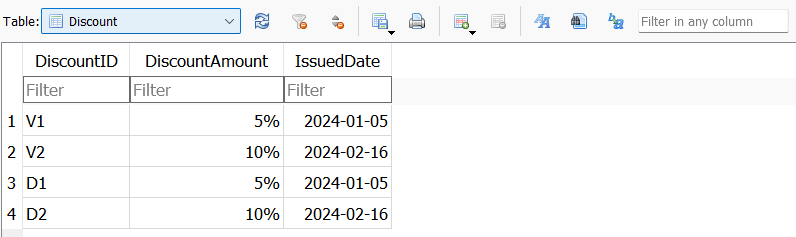 Table: Discount Filter in any column
DiscountID DiscountAmount IssuedDate
Filter Filter Filter
1 V1 5% 2024-01-05
2 V2 10% 2024-02-16
3 D1 5% 2024-01-05
4 D2 10% 2024-02-16